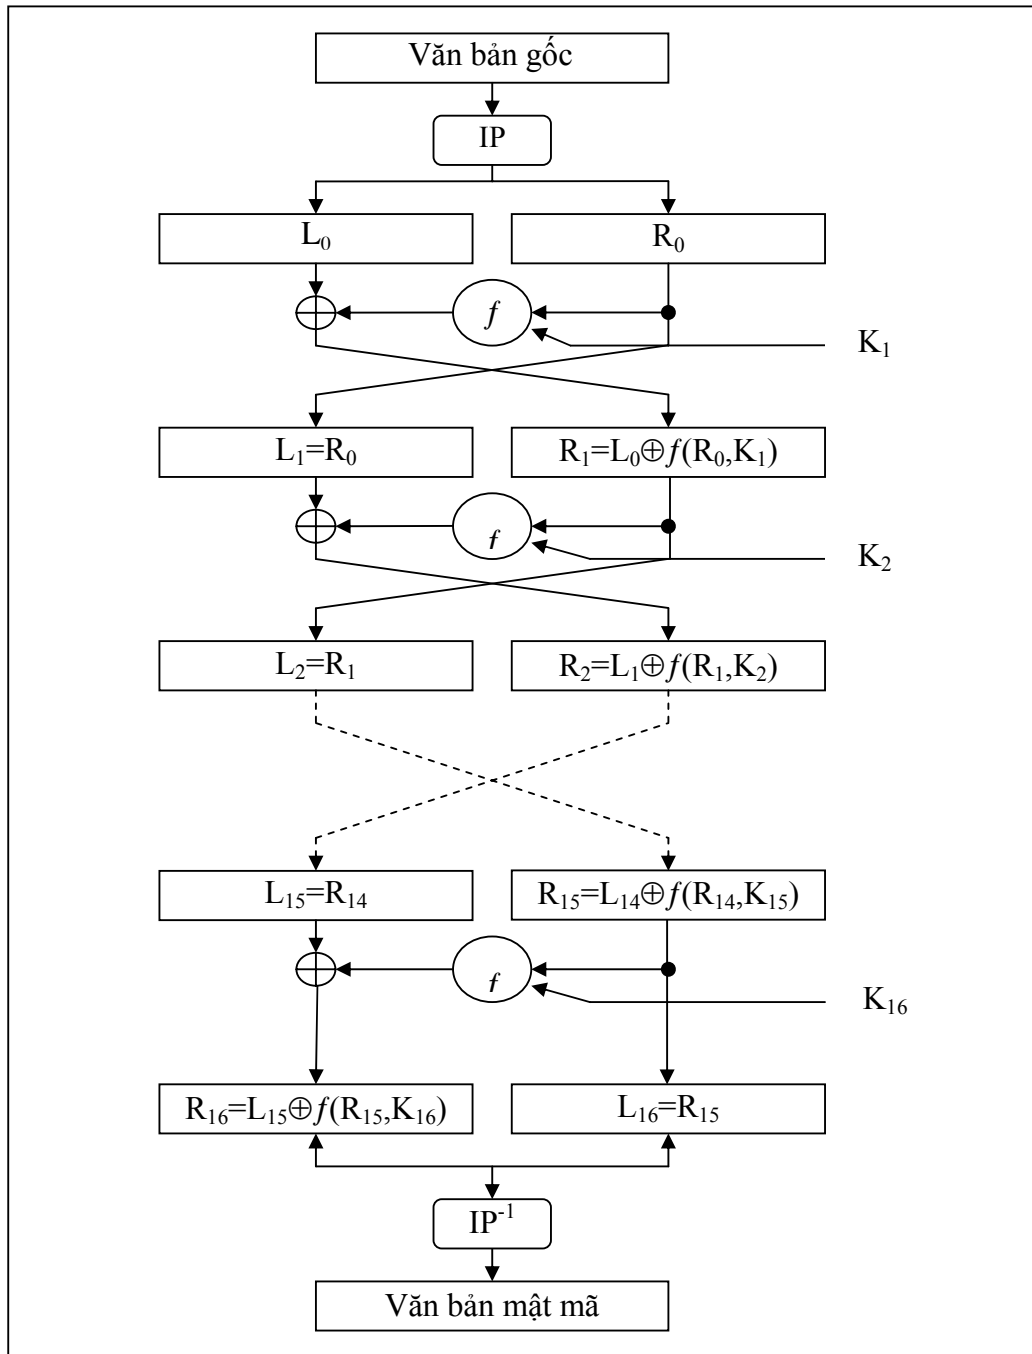 Văn bản gốc
IP
L₀ R₀
f
K₁
L₁=R₀ R₁=L₀⊕f(R₀,K₁)
f
K₂
L₂=R₁ R₂=L₁⊕f(R₁,K₂)
L₁₅=R₁₄ R₁₅=L₁₄⊕f(R₁₄,K₁₅)
f
K₁₆
R₁₆=L₁₅⊕f(R₁₅,K₁₆) L₁₆=R₁₅
IP⁻¹
Văn bản mật mã